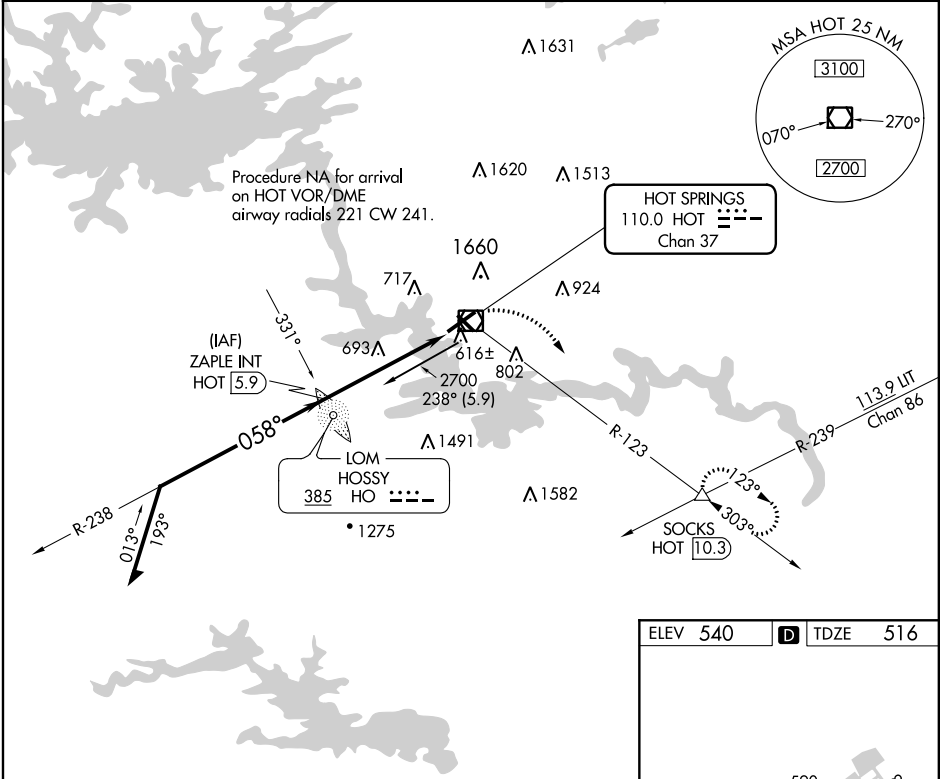 1631
MSA HOT 25 NM
3100
070°
270°
2700
1620
1513
Procedure NA for arrival
on HOT VOR/DME
airway radials 221 CW 241.
HOT SPRINGS
110.0 HOT
Chan 37
1660
717
924
331°
(IAF)
ZAPLE INT
HOT 5.9
693
616±
802
2700
238° (5.9)
058°
1491
LOM
HOSSY
385 HO
1275
R-238
013°
193°
R-123
113.9 LIT
Chan 86
R-239
1582
123°
303°
SOCKS
HOT 10.3
ELEV 540 D TDZE 516